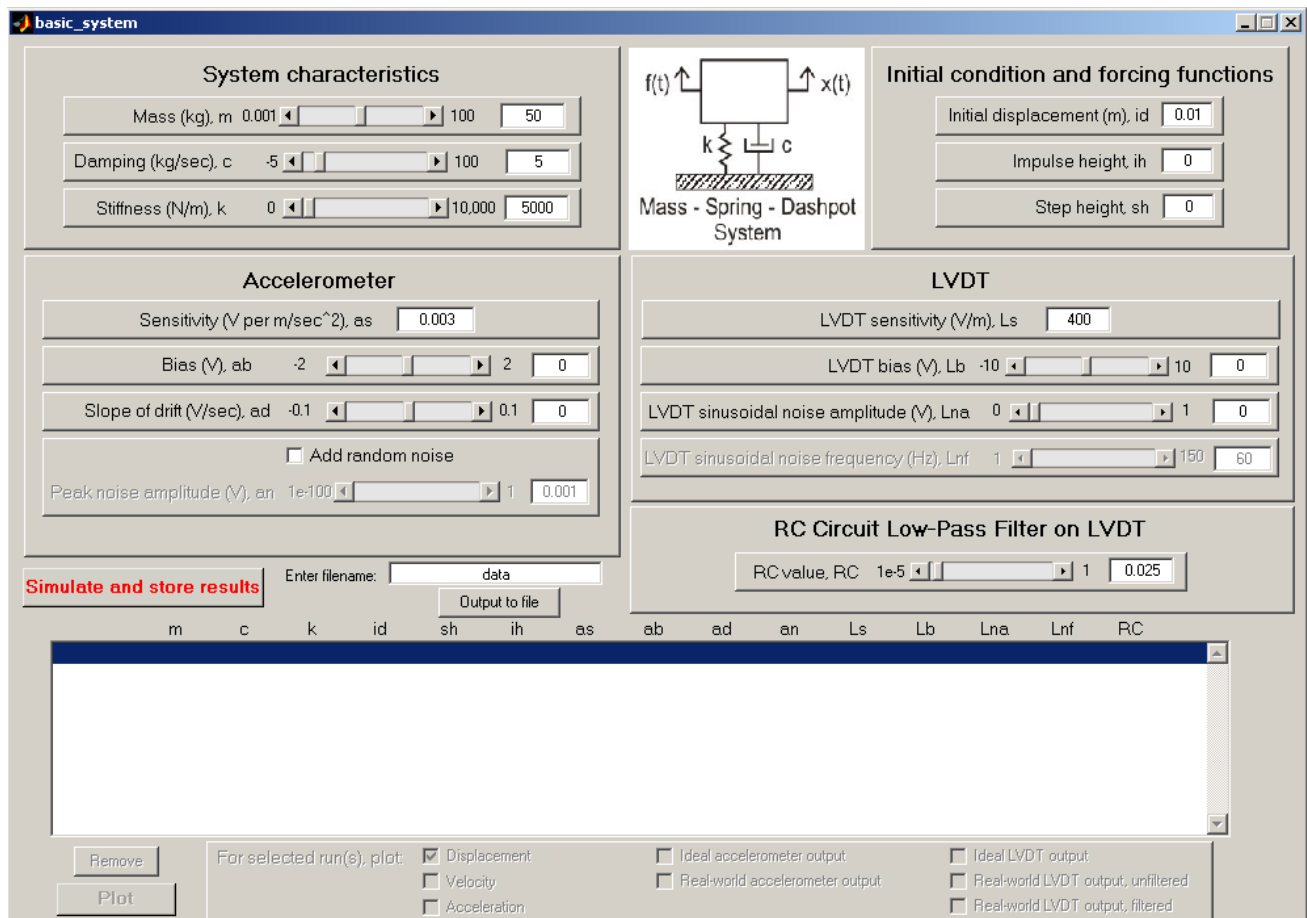 basic_system
System characteristics
Mass (kg), m 0.001 100 50
Damping (kg/sec), c -5 100 5
Stiffness (N/m), k 0 10,000 5000
f(t) x(t)
k c
Mass - Spring - Dashpot
System
Initial condition and forcing functions
Initial displacement (m), id 0.01
Impulse height, ih 0
Step height, sh 0
Accelerometer
Sensitivity (V per m/sec^2), as 0.003
Bias (V), ab -2 2 0
Slope of drift (V/sec), ad -0.1 0.1 0
Add random noise
Peak noise amplitude (V), an 1e-100 1 0.001
LVDT
LVDT sensitivity (V/m), Ls 400
LVDT bias (V), Lb -10 10 0
LVDT sinusoidal noise amplitude (V), Lna 0 1 0
LVDT sinusoidal noise frequency (Hz), Lnf 1 150 60
RC Circuit Low-Pass Filter on LVDT
RC value, RC 1e-5 1 0.025
Simulate and store results
Enter filename: data
Output to file
m c k id sh ih as ab ad an Ls Lb Lna Lnf RC
Remove
Plot
For selected run(s), plot:
Displacement
Velocity
Acceleration
Ideal accelerometer output
Real-world accelerometer output
Ideal LVDT output
Real-world LVDT output, unfiltered
Real-world LVDT output, filtered